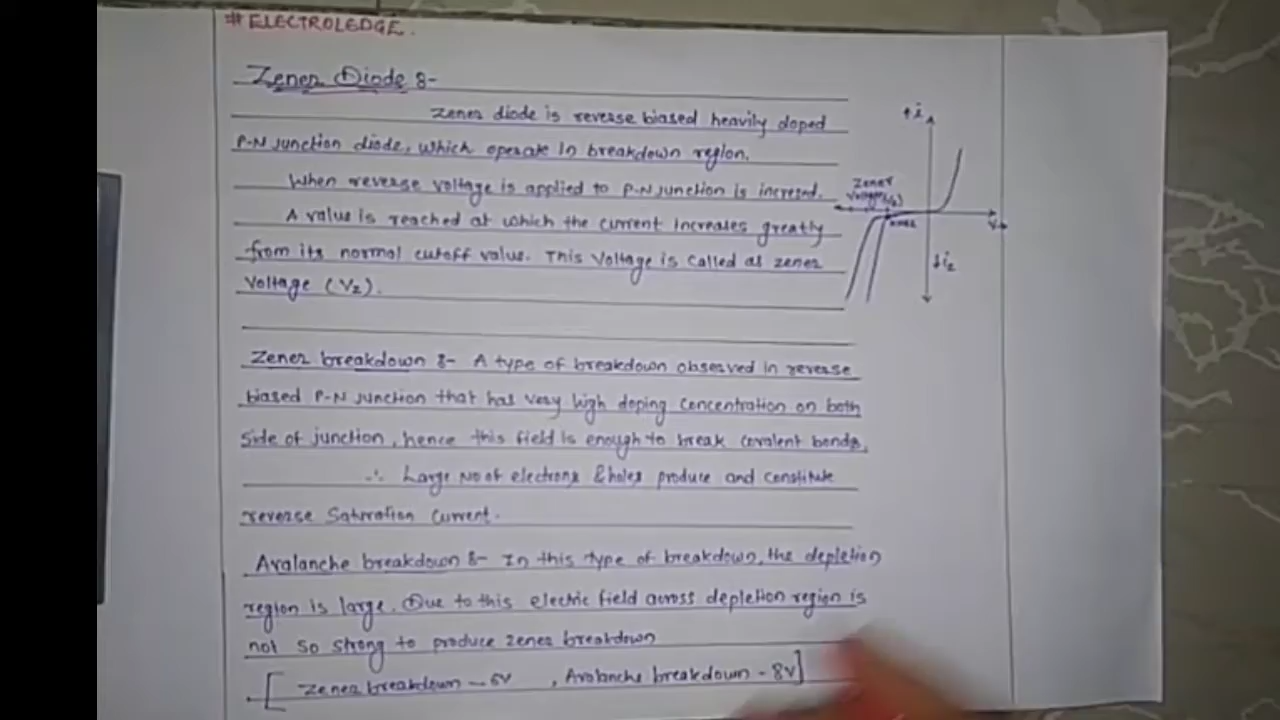 #ELECTROLEDGE.
Zener Diode :-
Zener diode is reverse biased heavily doped
P-N junction diode, which operate in breakdown region.
When reverse voltage is applied to P-N junction is incresed.
A value is reached at which the current increases greatly
from its normal cutoff value. This Voltage is called as zener
Voltage (Vz).
+i
Zener
Voltage(Vz)
V
-iz
Zener breakdown :- A type of breakdown observed in reverse
biased P-N junction that has very high doping concentration on both
side of junction, hence this field is enough to break covalent bonds,
∴ Large No of electrons & holes produce and constitute
reverse Saturation current.
Avalanche breakdown :- In this type of breakdown, the depletion
region is large. Due to this electric field across depletion region is
not so strong to produce zener breakdown
[ Zener breakdown - 6V , Avalanche breakdown - 8V]